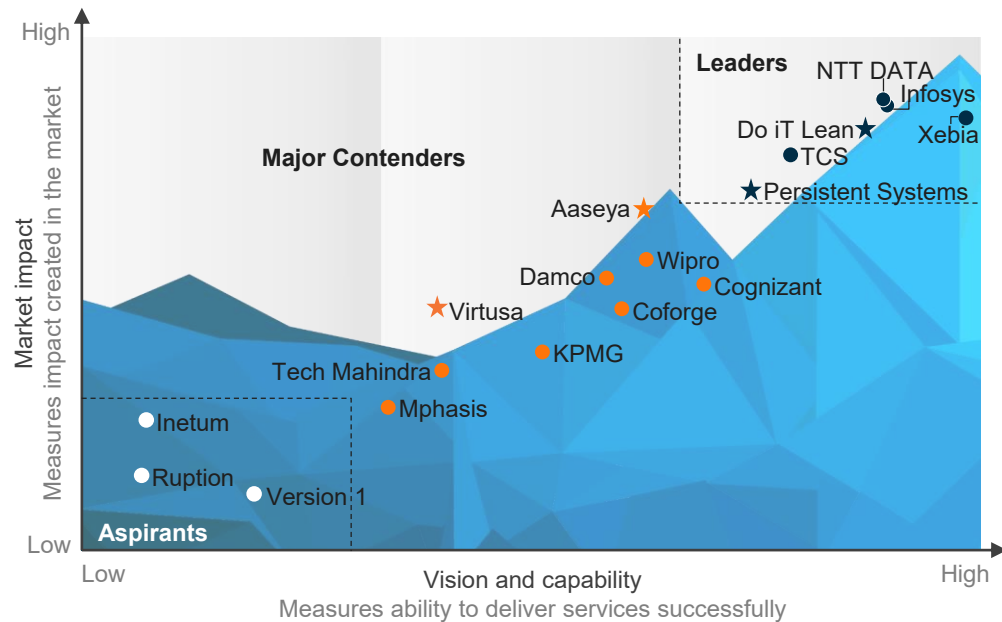 High
Leaders
NTT DATA
Infosys
Do iT Lean
Xebia
TCS
Major Contenders
Persistent Systems
Aaseya
Wipro
Damco
Cognizant
Virtusa
Coforge
KPMG
Tech Mahindra
Mphasis
Inetum
Ruption
Version 1
Aspirants
Market impact
Measures impact created in the market
Low
Low
Vision and capability
High
Measures ability to deliver services successfully